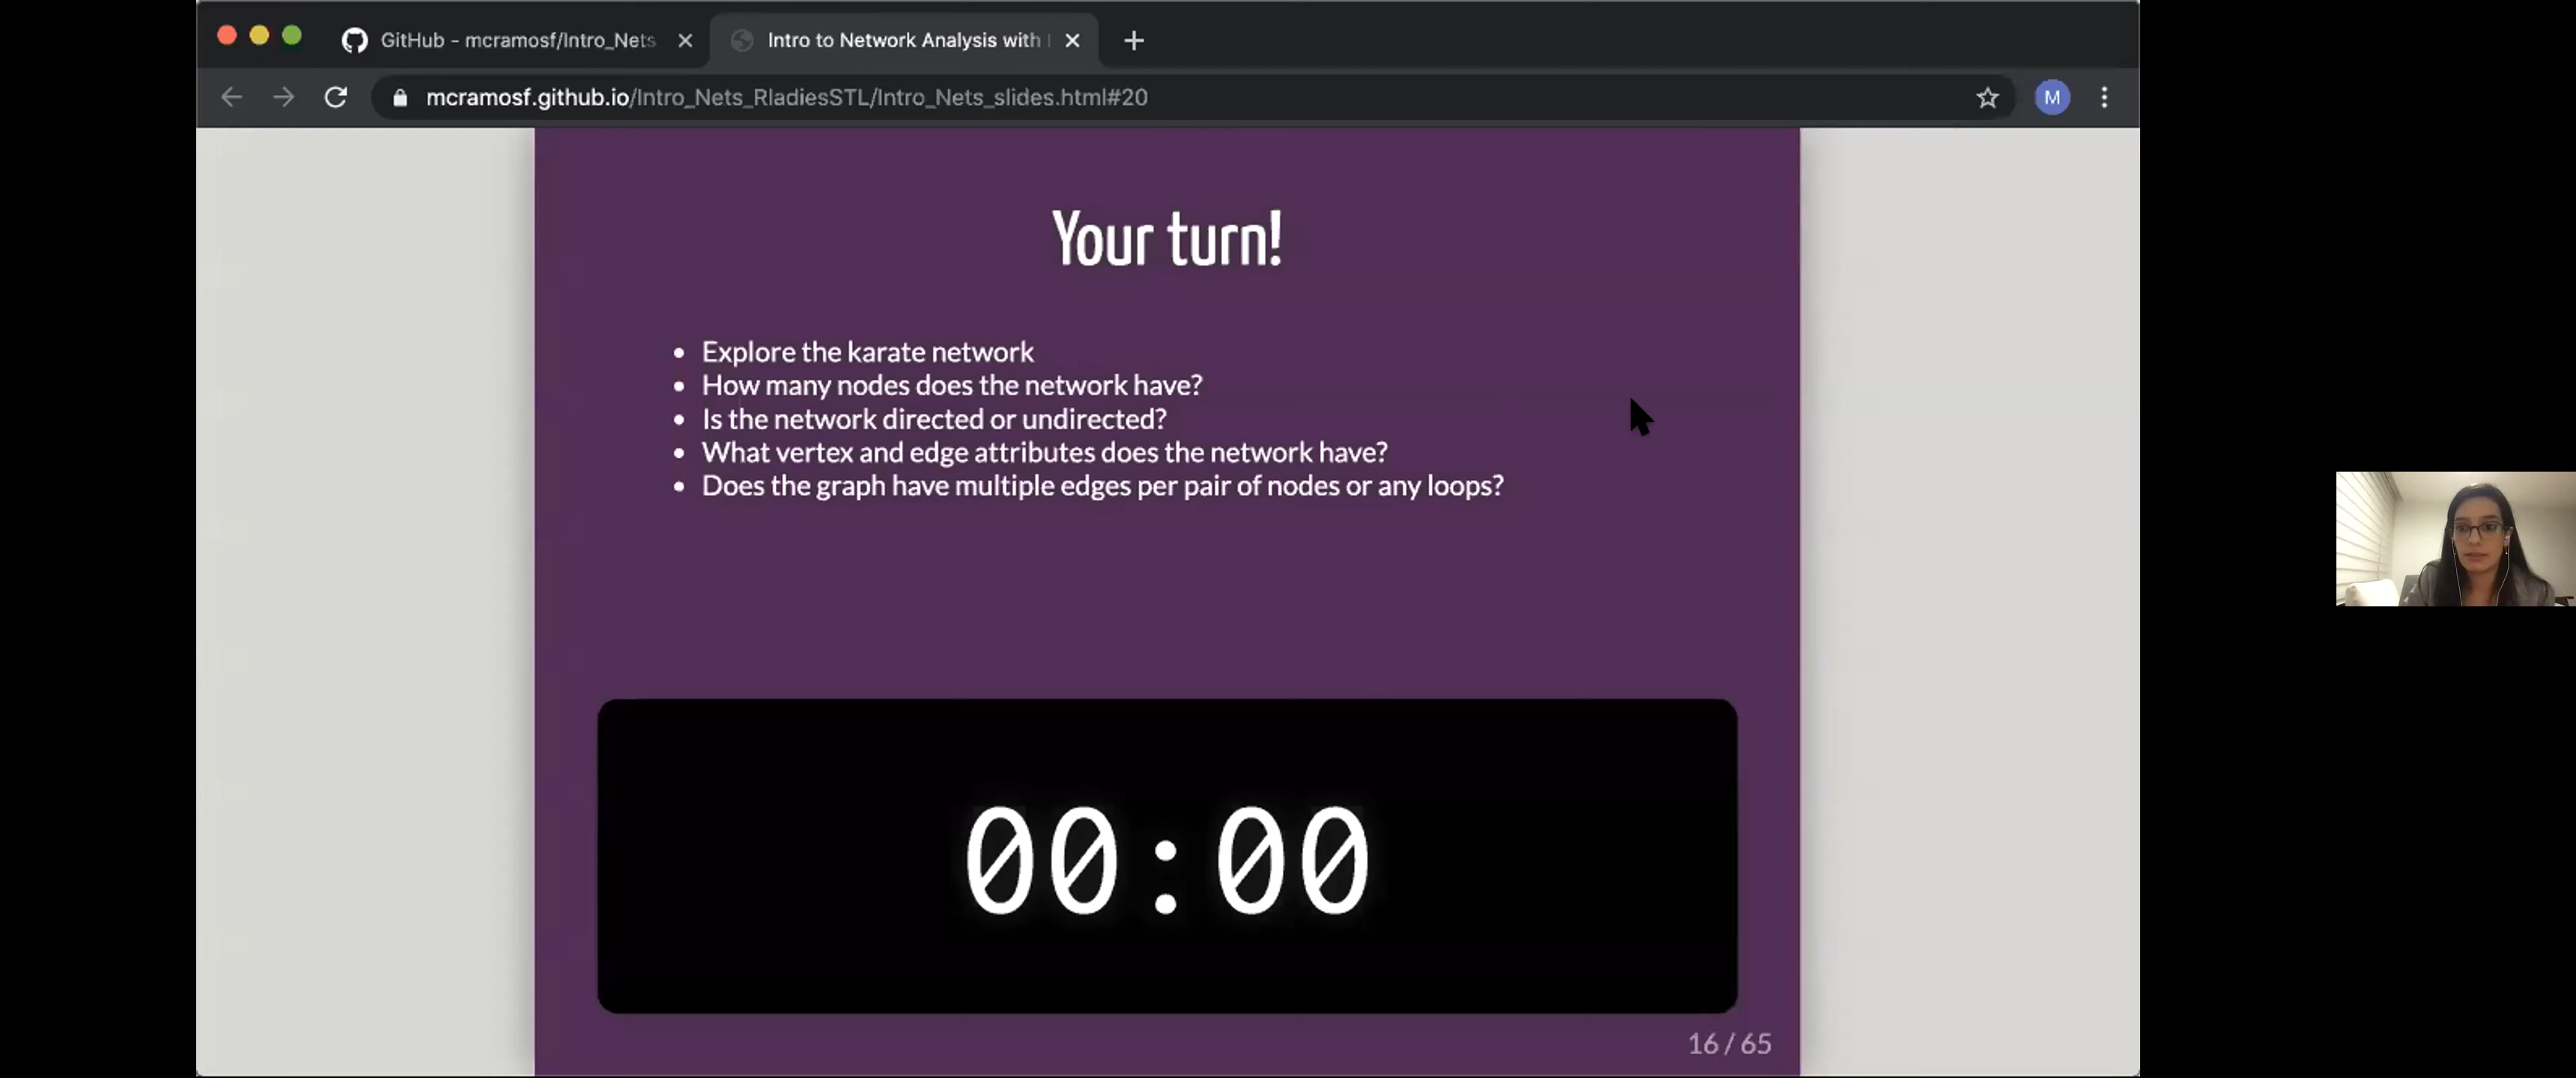 GitHub - mcramosf/Intro_Nets
Intro to Network Analysis with
mcramosf.github.io/Intro_Nets_RladiesSTL/Intro_Nets_slides.html#20
M
Your turn!
Explore the karate network
How many nodes does the network have?
Is the network directed or undirected?
What vertex and edge attributes does the network have?
Does the graph have multiple edges per pair of nodes or any loops?
00:00
16 / 65